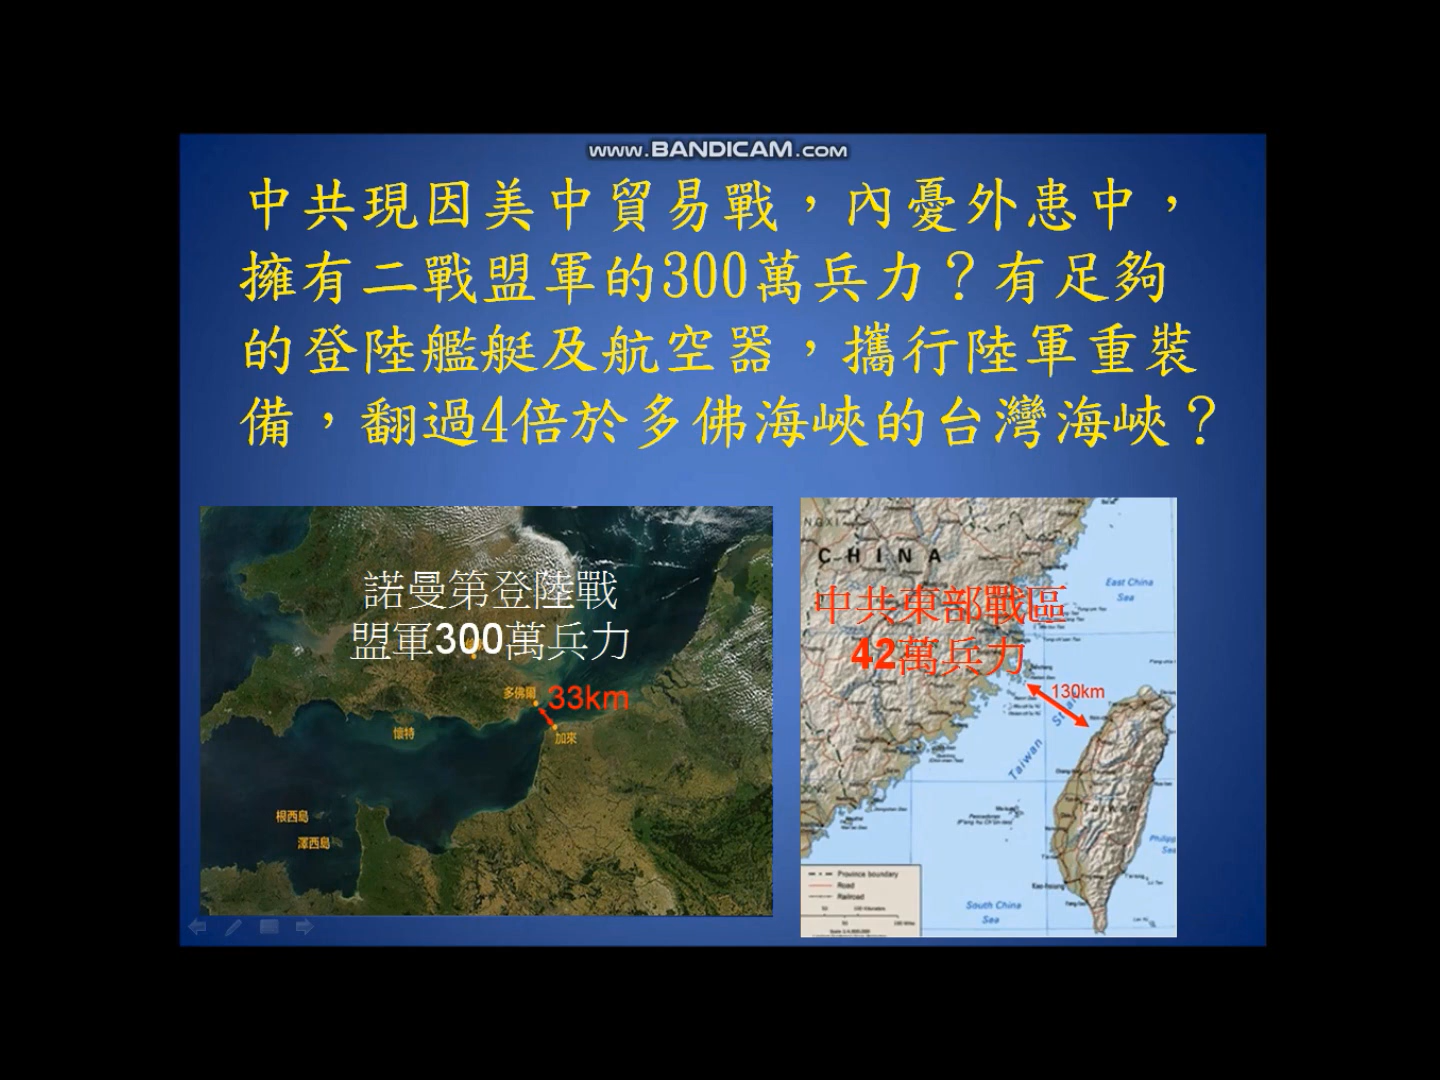 www.BANDICAM.com
中共現因美中貿易戰，內憂外患中，
擁有二戰盟軍的300萬兵力？有足夠
的登陸艦艇及航空器，攜行陸軍重裝
備，翻過4倍於多佛海峽的台灣海峽？
諾曼第登陸戰
盟軍300萬兵力
多佛爾
33km
懷特
加來
根西島
澤西島
CHINA
East China
Sea
中共東部戰區
42萬兵力
130km
Taiwan
South China
Sea
Province boundary
Road
Railroad